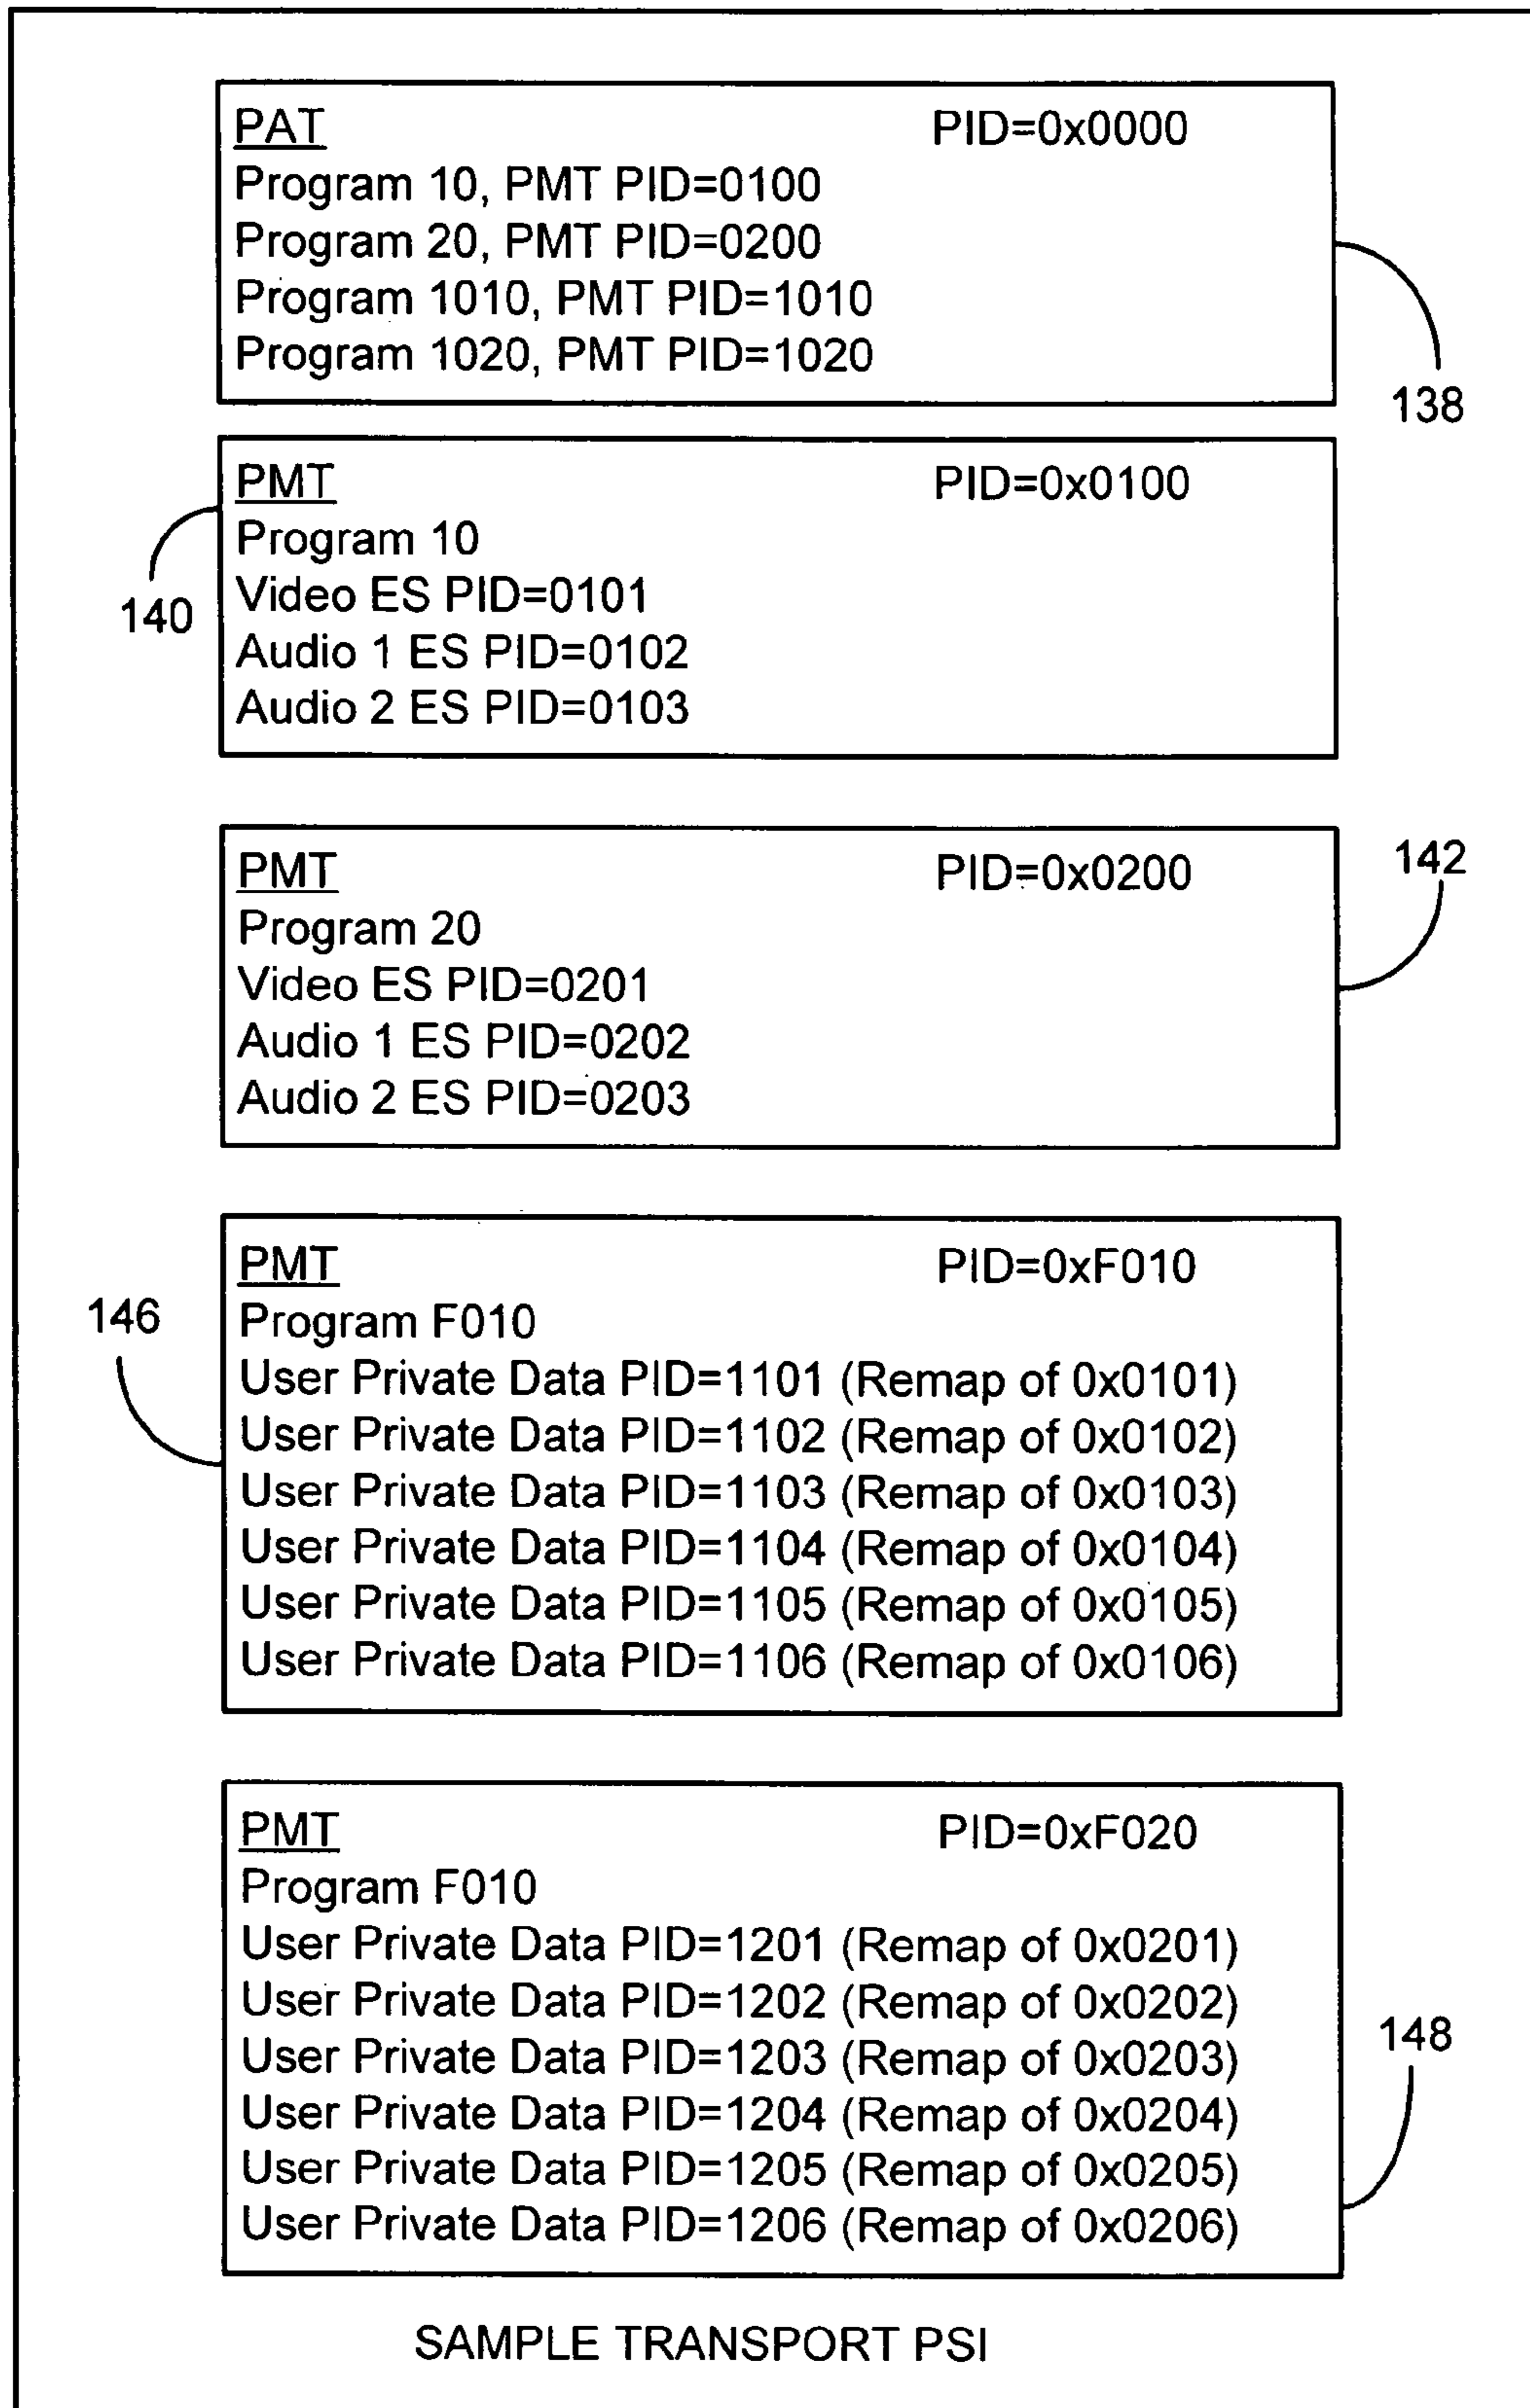 PAT PID=0x0000
Program 10, PMT PID=0100
Program 20, PMT PID=0200
Program 1010, PMT PID=1010
Program 1020, PMT PID=1020
138
PMT PID=0x0100
Program 10
Video ES PID=0101
Audio 1 ES PID=0102
Audio 2 ES PID=0103
140
PMT PID=0x0200
Program 20
Video ES PID=0201
Audio 1 ES PID=0202
Audio 2 ES PID=0203
142
PMT PID=0xF010
Program F010
User Private Data PID=1101 (Remap of 0x0101)
User Private Data PID=1102 (Remap of 0x0102)
User Private Data PID=1103 (Remap of 0x0103)
User Private Data PID=1104 (Remap of 0x0104)
User Private Data PID=1105 (Remap of 0x0105)
User Private Data PID=1106 (Remap of 0x0106)
146
PMT PID=0xF020
Program F010
User Private Data PID=1201 (Remap of 0x0201)
User Private Data PID=1202 (Remap of 0x0202)
User Private Data PID=1203 (Remap of 0x0203)
User Private Data PID=1204 (Remap of 0x0204)
User Private Data PID=1205 (Remap of 0x0205)
User Private Data PID=1206 (Remap of 0x0206)
148
SAMPLE TRANSPORT PSI